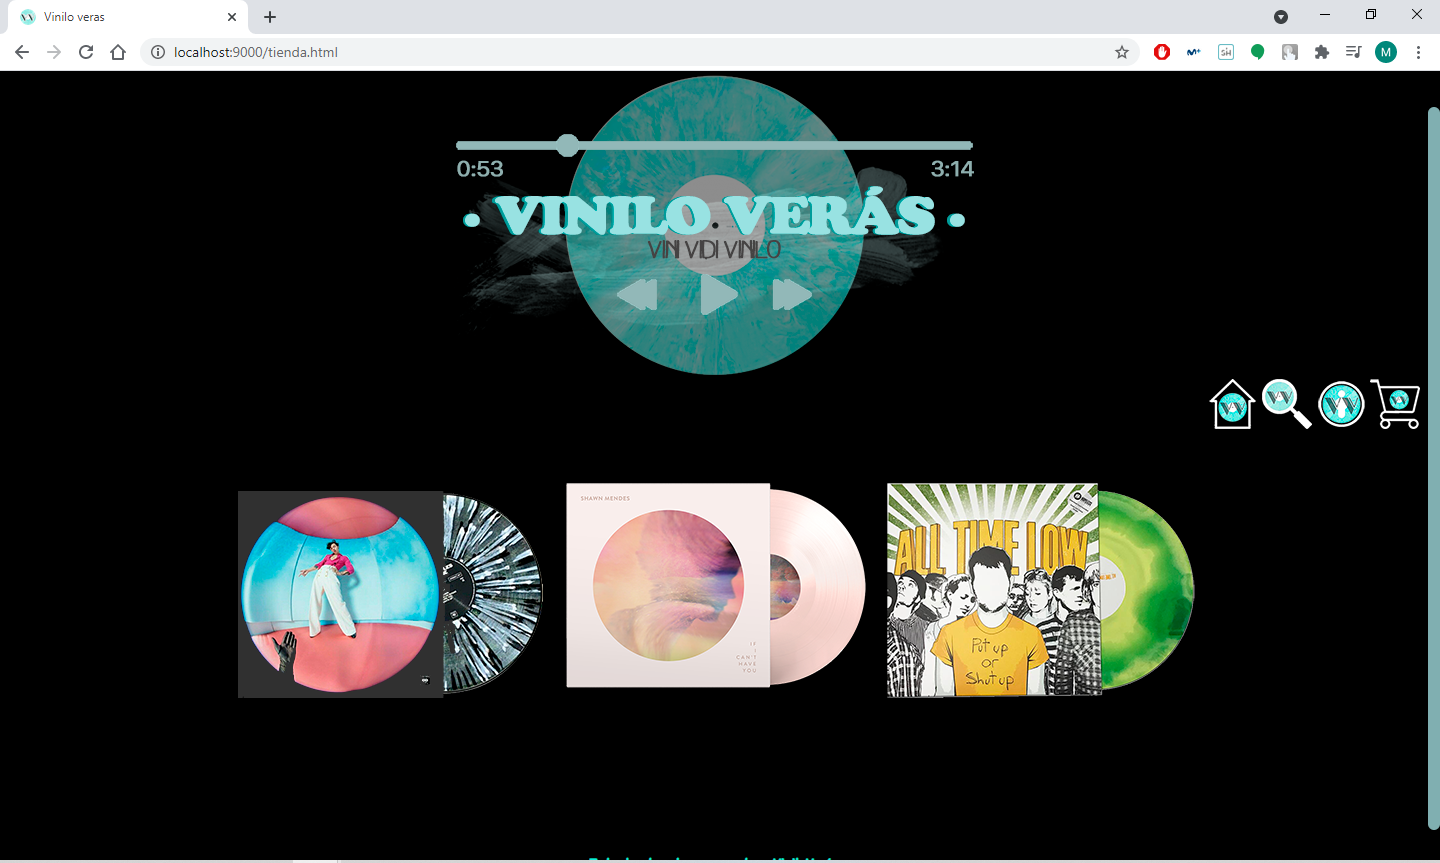 Vinilo veras
localhost:9000/tienda.html
M
0:53
3:14
• VINILO VERÁS •
VINI VIDI VINILO
SHAWN MENDES
IF
I
CAN'T
HAVE
YOU
ALL TIME LOW
Put up
or
Shut up